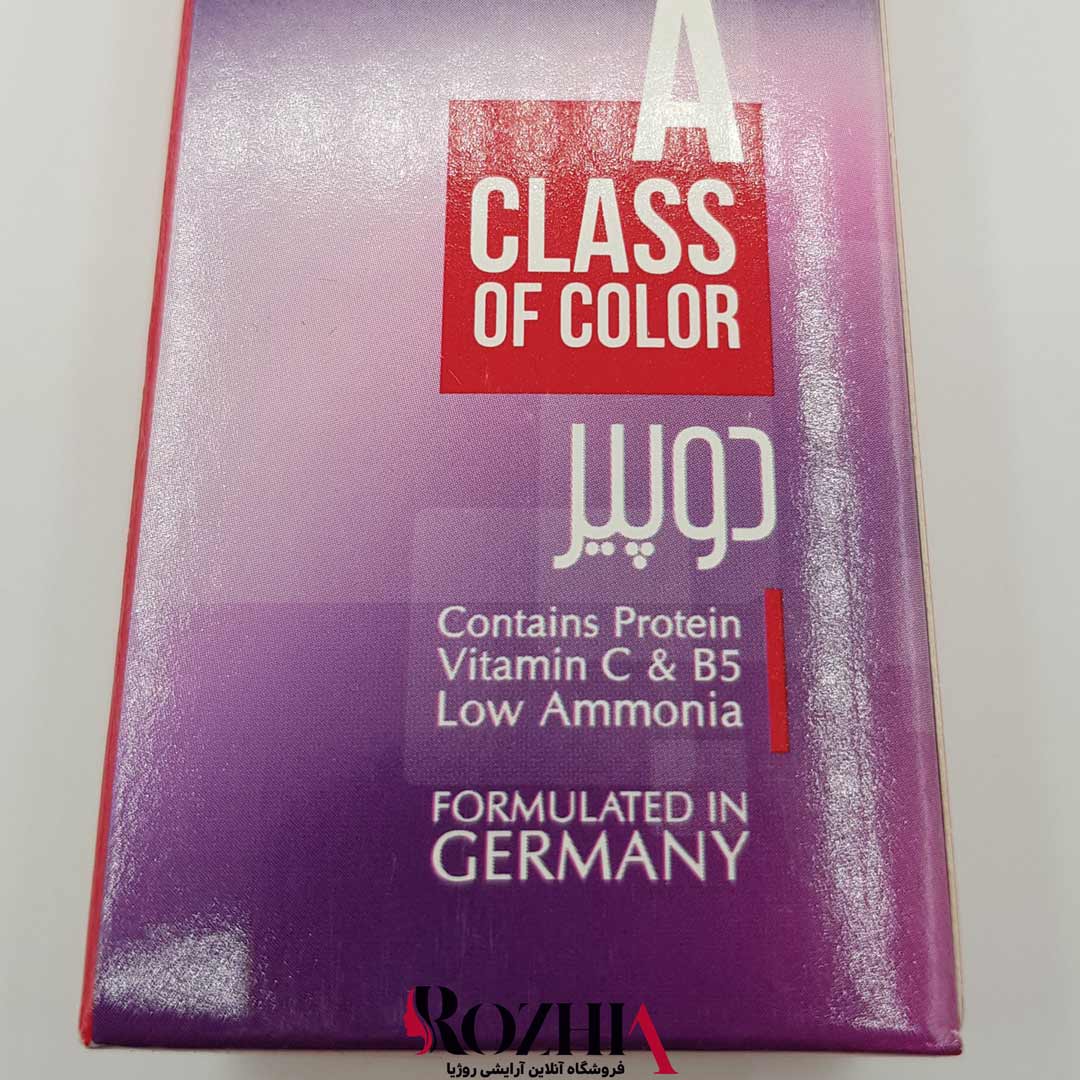 A
CLASS
OF COLOR
دوپیر
Contains Protein
Vitamin C & B5
Low Ammonia
FORMULATED IN
GERMANY
ROZHIA
فروشگاه آنلاین آرایشی روژیا